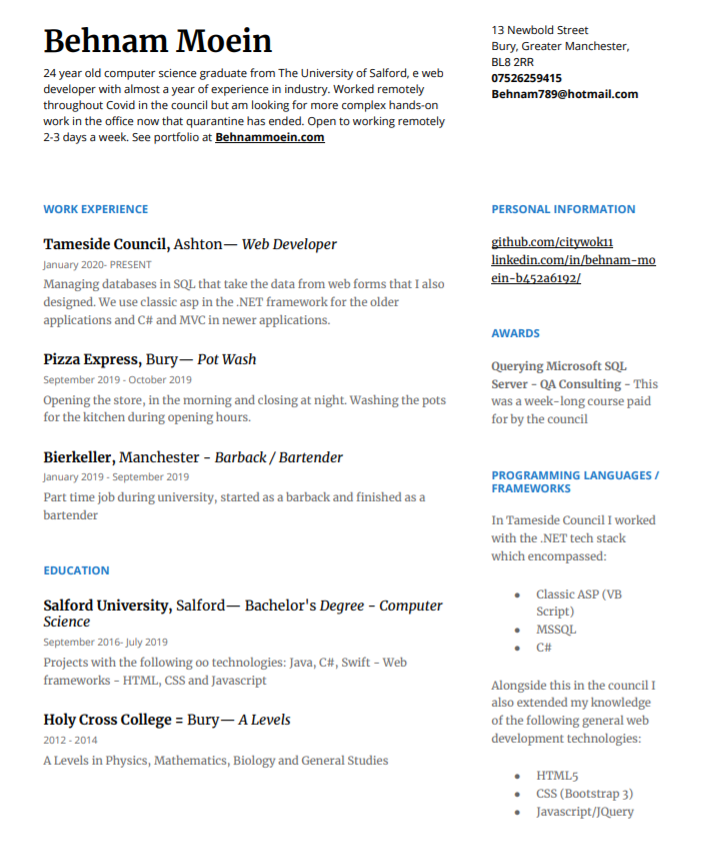 Behnam Moein
24 year old computer science graduate from The University of Salford, e web
developer with almost a year of experience in industry. Worked remotely
throughout Covid in the council but am looking for more complex hands-on
work in the office now that quarantine has ended. Open to working remotely
2-3 days a week. See portfolio at Behnammoein.com
13 Newbold Street
Bury, Greater Manchester,
BL8 2RR
07526259415
Behnam789@hotmail.com
WORK EXPERIENCE
Tameside Council, Ashton— Web Developer
January 2020- PRESENT
Managing databases in SQL that take the data from web forms that I also
designed. We use classic asp in the .NET framework for the older
applications and C# and MVC in newer applications.
Pizza Express, Bury— Pot Wash
September 2019 - October 2019
Opening the store, in the morning and closing at night. Washing the pots
for the kitchen during opening hours.
Bierkeller, Manchester - Barback / Bartender
January 2019 - September 2019
Part time job during university, started as a barback and finished as a
bartender
EDUCATION
Salford University, Salford— Bachelor's Degree - Computer
Science
September 2016- July 2019
Projects with the following oo technologies: Java, C#, Swift - Web
frameworks - HTML, CSS and Javascript
Holy Cross College = Bury— A Levels
2012 - 2014
A Levels in Physics, Mathematics, Biology and General Studies
PERSONAL INFORMATION
github.com/citywok11
linkedin.com/in/behnam-mo
ein-b452a6192/
AWARDS
Querying Microsoft SQL
Server - QA Consulting - This
was a week-long course paid
for by the council
PROGRAMMING LANGUAGES /
FRAMEWORKS
In Tameside Council I worked
with the .NET tech stack
which encompassed:
● Classic ASP (VB
Script)
● MSSQL
● C#
Alongside this in the council I
also extended my knowledge
of the following general web
development technologies:
● HTML5
● CSS (Bootstrap 3)
● Javascript/JQuery